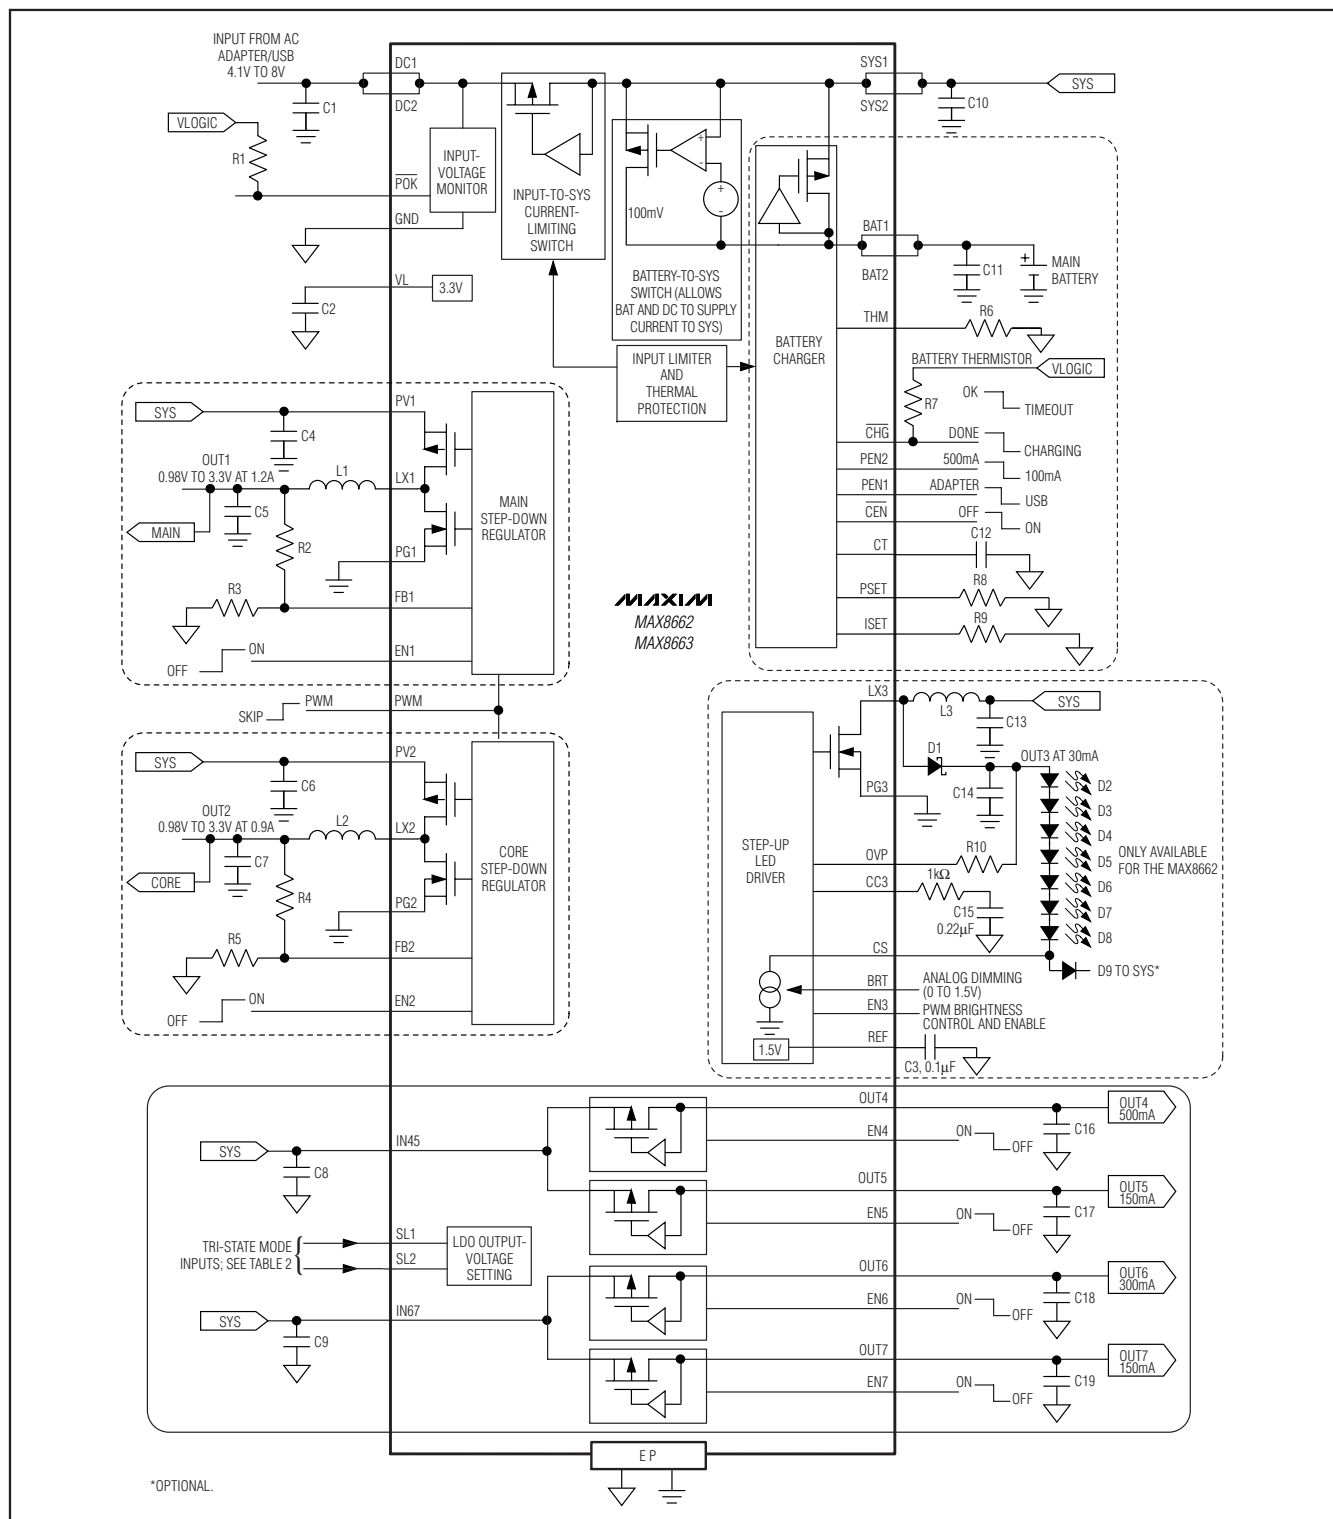 INPUT FROM AC
ADAPTER/USB
4.1V TO 8V
DC1
DC2
C1
VLOGIC
R1
POK
GND
INPUT-
VOLTAGE
MONITOR
INPUT-TO-SYS
CURRENT-
LIMITING
SWITCH
+
-
+
-
100mV
BATTERY-TO-SYS
SWITCH (ALLOWS
BAT AND DC TO SUPPLY
CURRENT TO SYS)
SYS1
SYS2
C10
SYS
BAT1
BAT2
C11
+
MAIN
BATTERY
VL
3.3V
C2
INPUT LIMITER
AND
THERMAL
PROTECTION
BATTERY
CHARGER
THM
R6
BATTERY THERMISTOR
VLOGIC
R7
OK
TIMEOUT
CHG
DONE
CHARGING
PEN2
500mA
100mA
PEN1
ADAPTER
USB
CEN
OFF
ON
CT
C12
PSET
R8
ISET
R9
SYS
PV1
C4
OUT1
0.98V TO 3.3V AT 1.2A
L1
LX1
C5
MAIN
R2
PG1
R3
FB1
OFF
ON
EN1
MAIN
STEP-DOWN
REGULATOR
MAXIM
MAX8662
MAX8663
SKIP
PWM
PWM
SYS
PV2
C6
OUT2
0.98V TO 3.3V AT 0.9A
L2
LX2
C7
CORE
R4
PG2
R5
FB2
OFF
ON
EN2
CORE
STEP-DOWN
REGULATOR
LX3
L3
SYS
C13
D1
OUT3 AT 30mA
PG3
C14
D2
D3
D4
D5
D6
D7
D8
ONLY AVAILABLE
FOR THE MAX8662
STEP-UP
LED
DRIVER
OVP
R10
CC3
1kΩ
C15
0.22µF
CS
D9 TO SYS*
BRT
ANALOG DIMMING
(0 TO 1.5V)
EN3
PWM BRIGHTNESS
CONTROL AND ENABLE
REF
1.5V
C3, 0.1µF
SYS
IN45
C8
OUT4
OUT4
500mA
EN4
ON
OFF
C16
OUT5
OUT5
150mA
EN5
ON
OFF
C17
TRI-STATE MODE
INPUTS; SEE TABLE 2
SL1
SL2
LDO OUTPUT-
VOLTAGE
SETTING
SYS
IN67
C9
OUT6
OUT6
300mA
EN6
ON
OFF
C18
OUT7
OUT7
150mA
EN7
ON
OFF
C19
EP
*OPTIONAL.